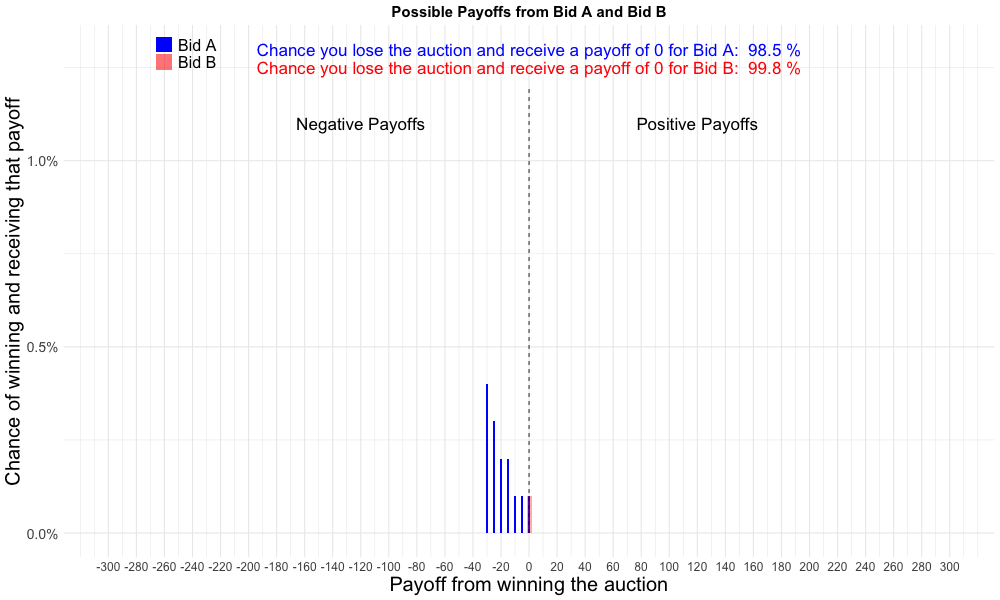 Possible Payoffs from Bid A and Bid B
Bid A
Bid B
Chance you lose the auction and receive a payoff of 0 for Bid A: 98.5 %
Chance you lose the auction and receive a payoff of 0 for Bid B: 99.8 %
Negative Payoffs
Positive Payoffs
Chance of winning and receiving that payoff
1.0%
0.5%
0.0%
-300 -280 -260 -240 -220 -200 -180 -160 -140 -120 -100 -80 -60 -40 -20 0 20 40 60 80 100 120 140 160 180 200 220 240 260 280 300
Payoff from winning the auction